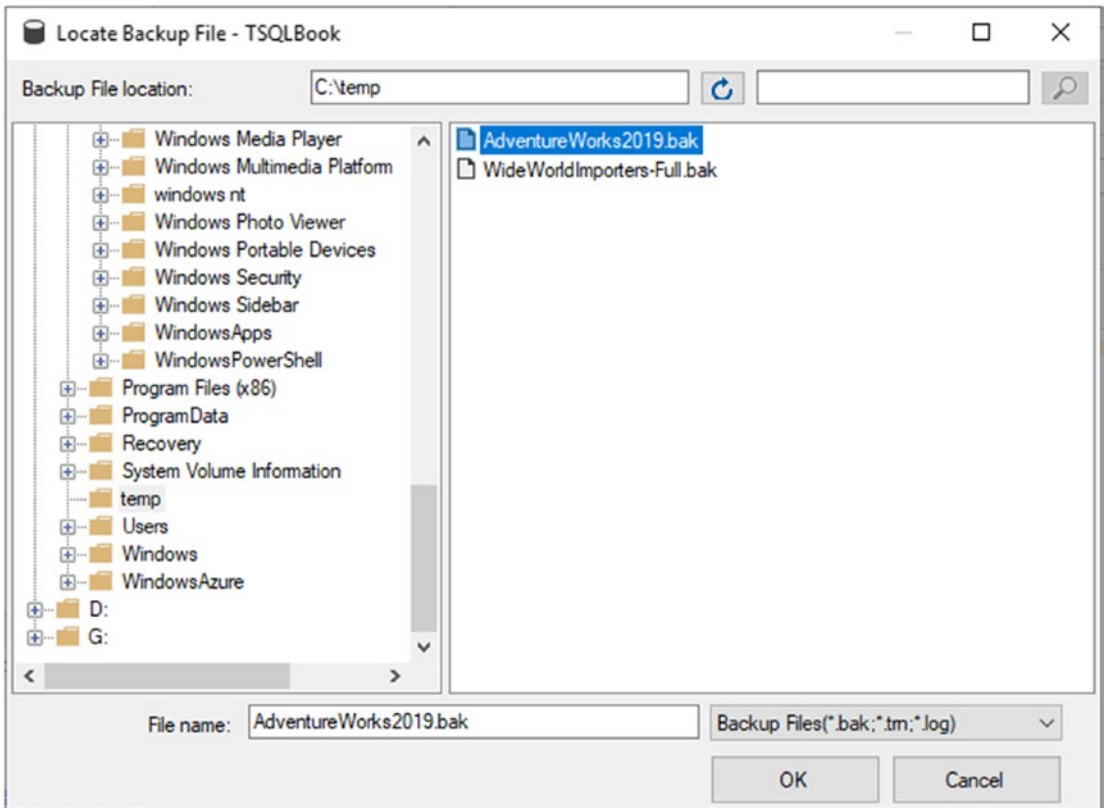 Locate Backup File - TSQLBook
Backup File location:
C:\temp
Windows Media Player
Windows Multimedia Platform
windows nt
Windows Photo Viewer
Windows Portable Devices
Windows Security
Windows Sidebar
WindowsApps
WindowsPowerShell
Program Files (x86)
ProgramData
Recovery
System Volume Information
temp
Users
Windows
WindowsAzure
D:
G:
AdventureWorks2019.bak
WideWorldImporters-Full.bak
File name:
AdventureWorks2019.bak
Backup Files(*.bak;*.trn;*.log)
OK
Cancel